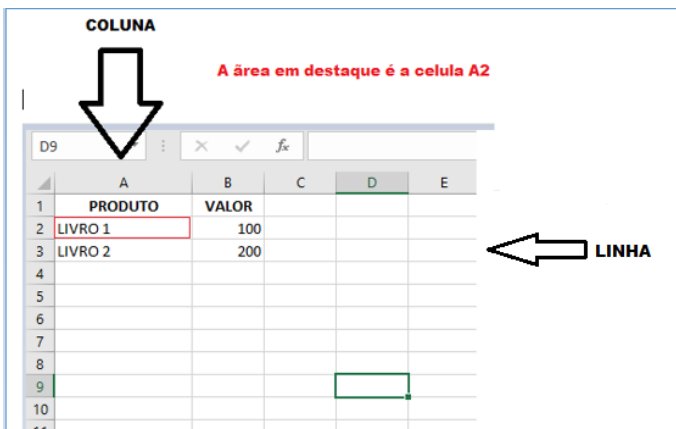 COLUNA
A ãrea em destaque é a celula A2
D9 fx
A B C D E
1 PRODUTO VALOR
2 LIVRO 1 100
3 LIVRO 2 200
LINHA
4
5
6
7
8
9
10